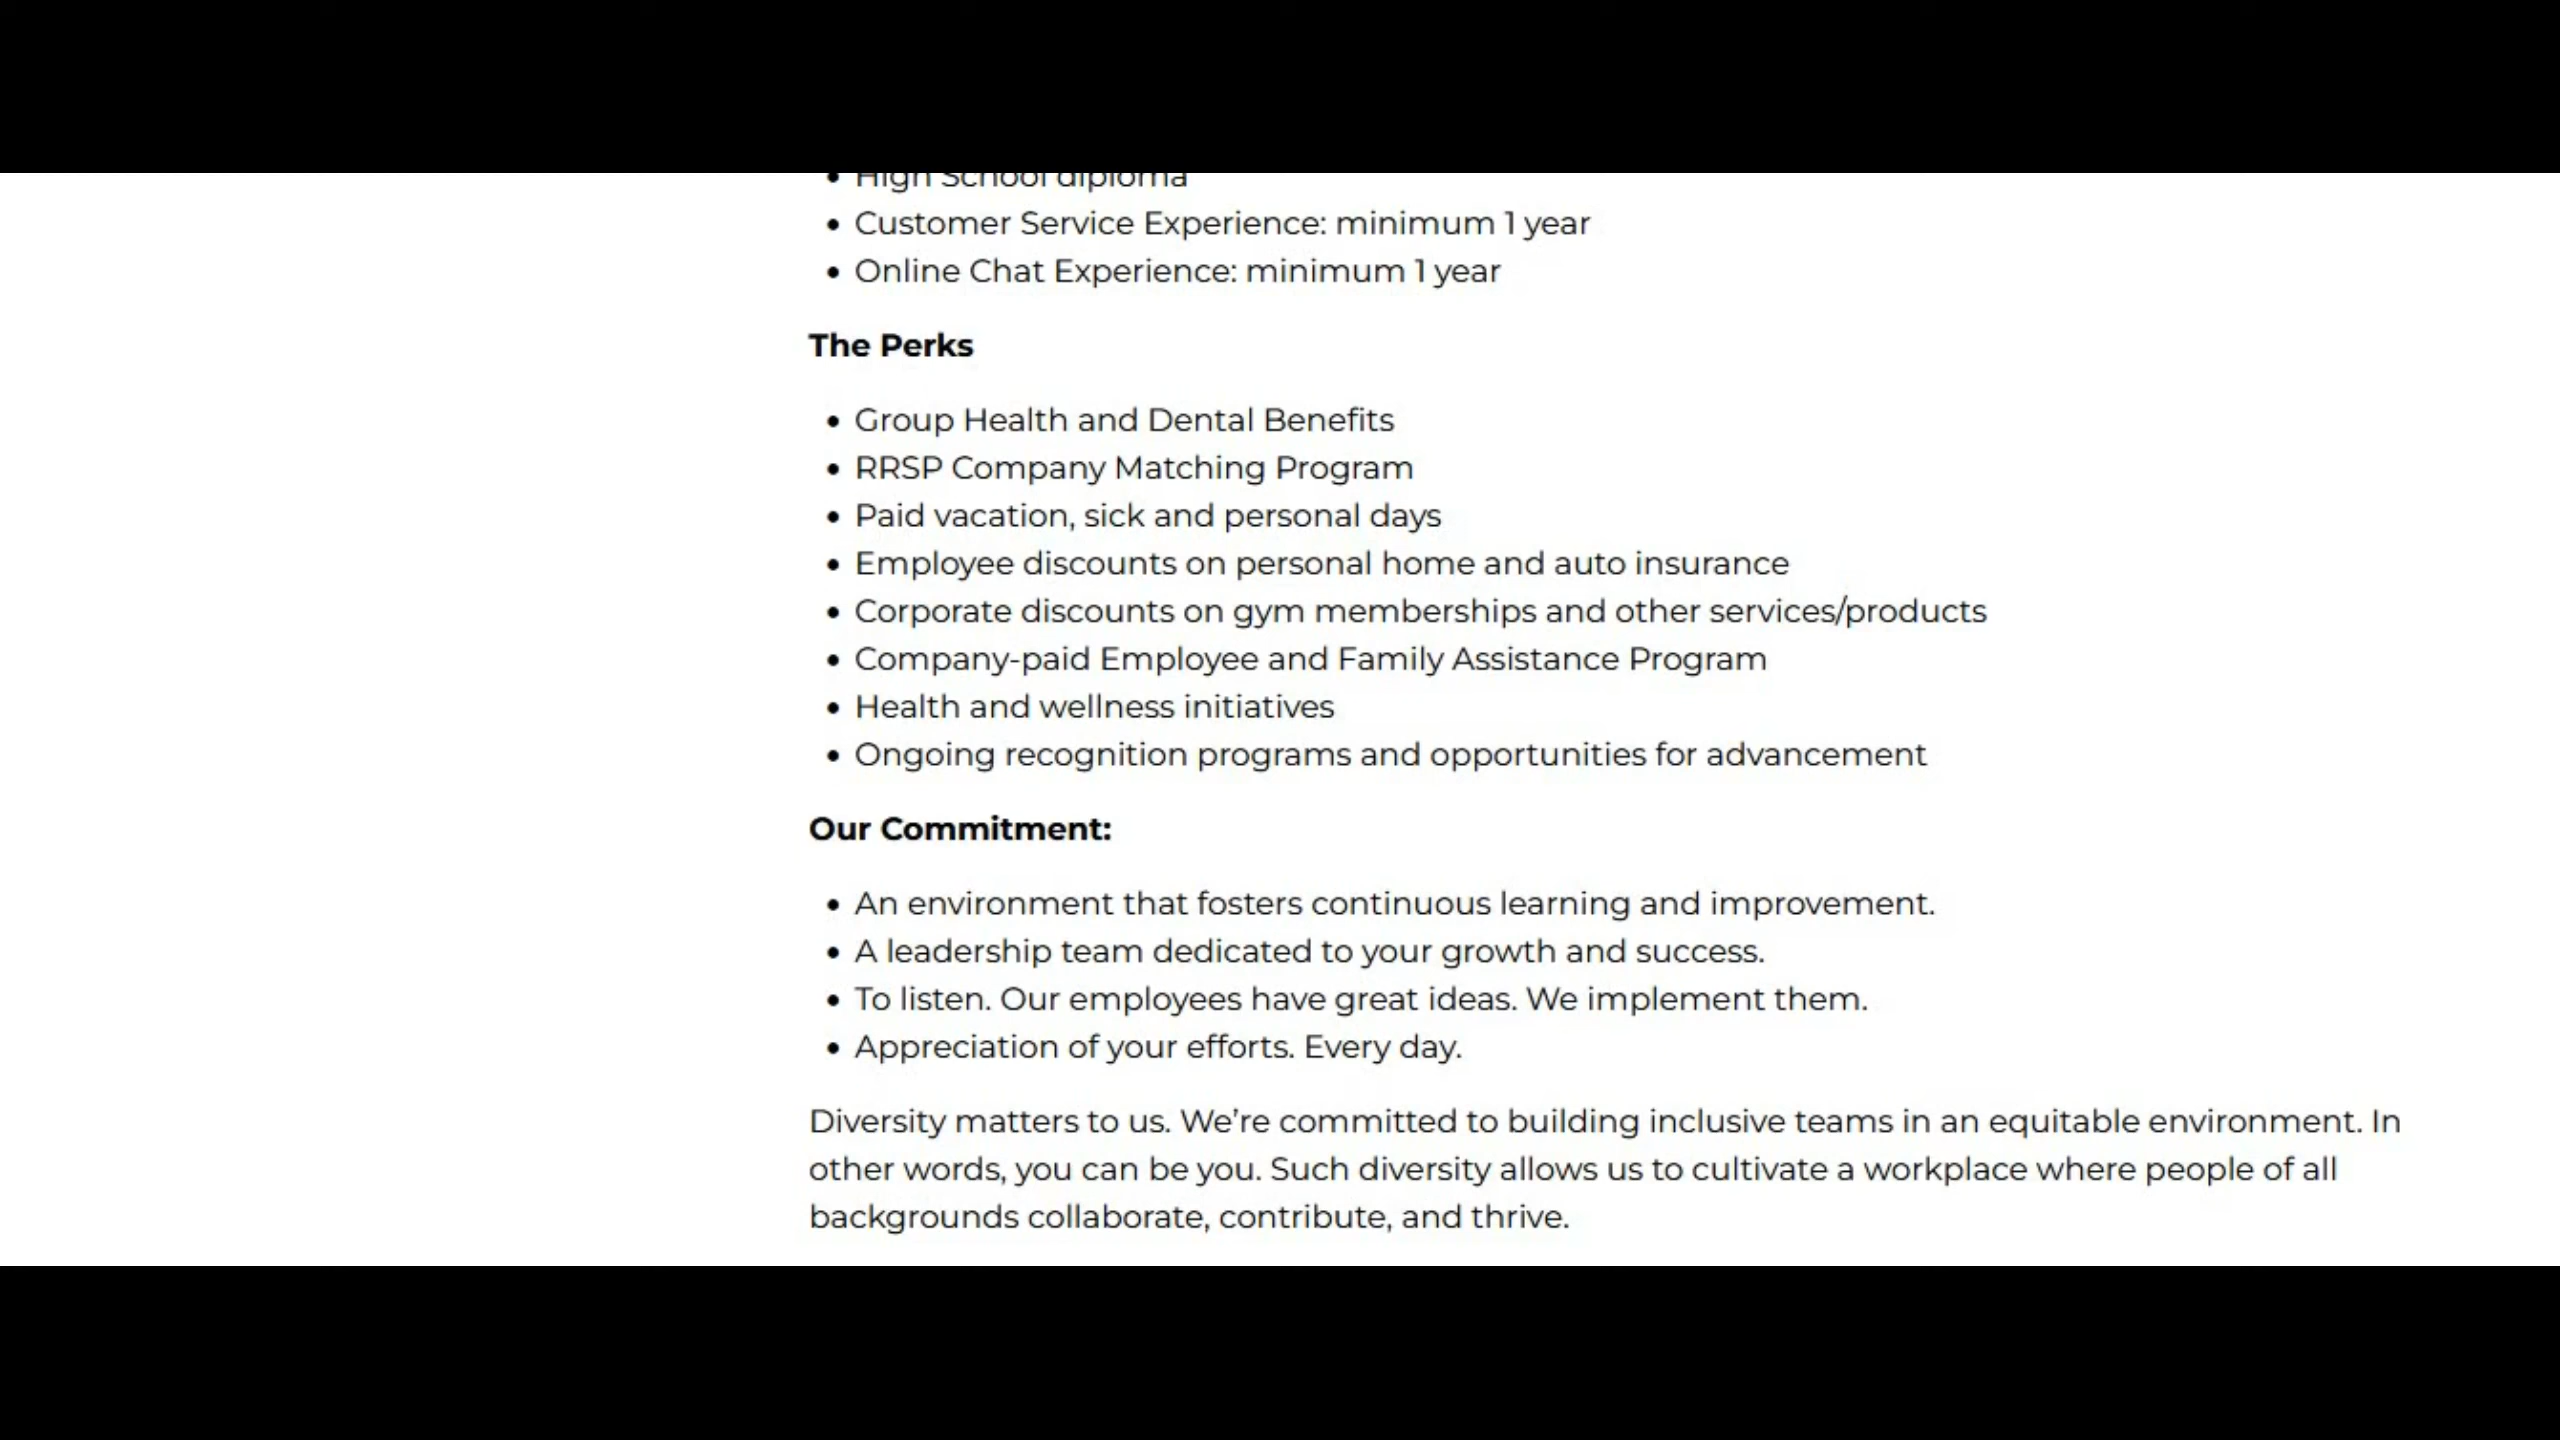 • High School diploma
• Customer Service Experience: minimum 1 year
• Online Chat Experience: minimum 1 year
The Perks
• Group Health and Dental Benefits
• RRSP Company Matching Program
• Paid vacation, sick and personal days
• Employee discounts on personal home and auto insurance
• Corporate discounts on gym memberships and other services/products
• Company-paid Employee and Family Assistance Program
• Health and wellness initiatives
• Ongoing recognition programs and opportunities for advancement
Our Commitment:
• An environment that fosters continuous learning and improvement.
• A leadership team dedicated to your growth and success.
• To listen. Our employees have great ideas. We implement them.
• Appreciation of your efforts. Every day.
Diversity matters to us. We’re committed to building inclusive teams in an equitable environment. In
other words, you can be you. Such diversity allows us to cultivate a workplace where people of all
backgrounds collaborate, contribute, and thrive.